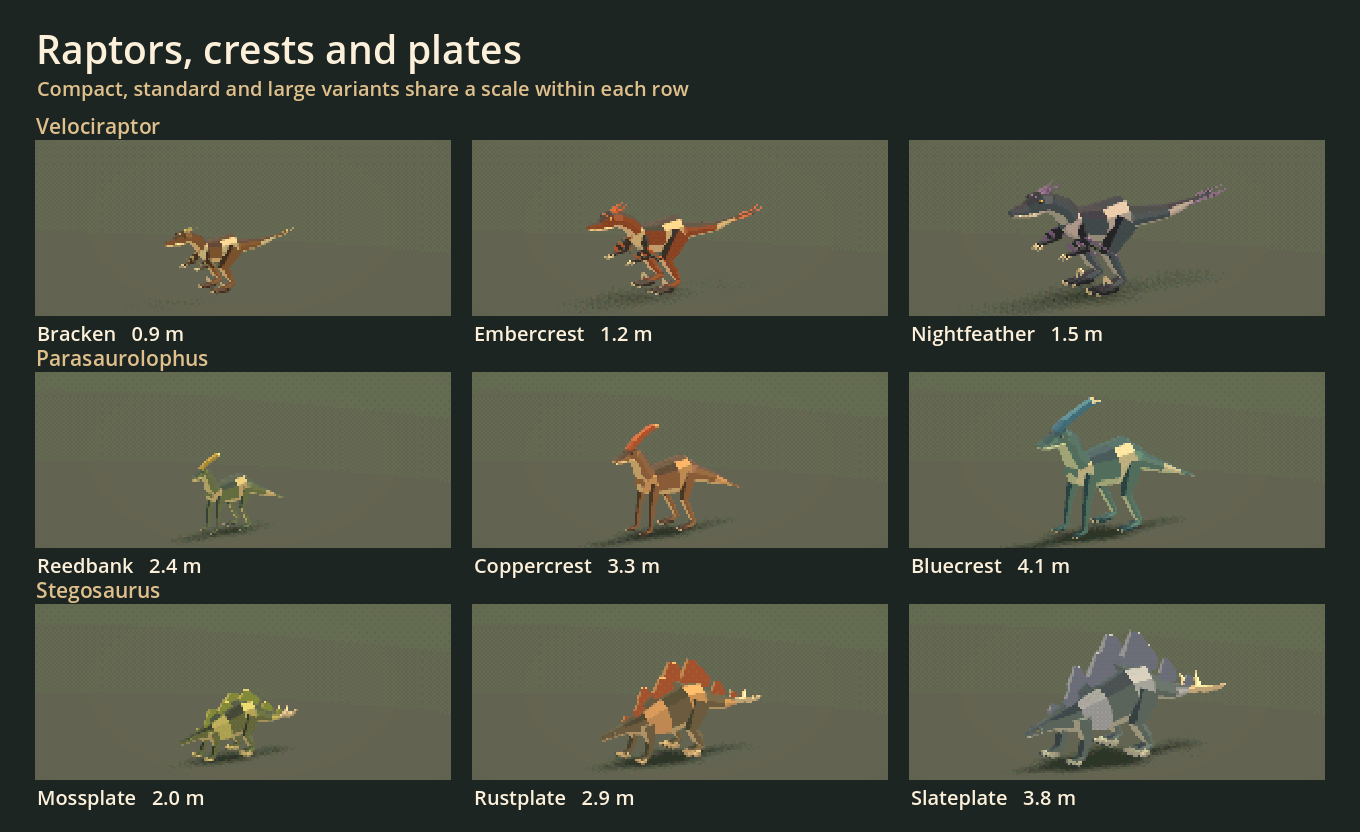 Raptors, crests and plates
Compact, standard and large variants share a scale within each row
Velociraptor
Bracken 0.9 m
Embercrest 1.2 m
Nightfeather 1.5 m
Parasaurolophus
Reedbank 2.4 m
Coppercrest 3.3 m
Bluecrest 4.1 m
Stegosaurus
Mossplate 2.0 m
Rustplate 2.9 m
Slateplate 3.8 m